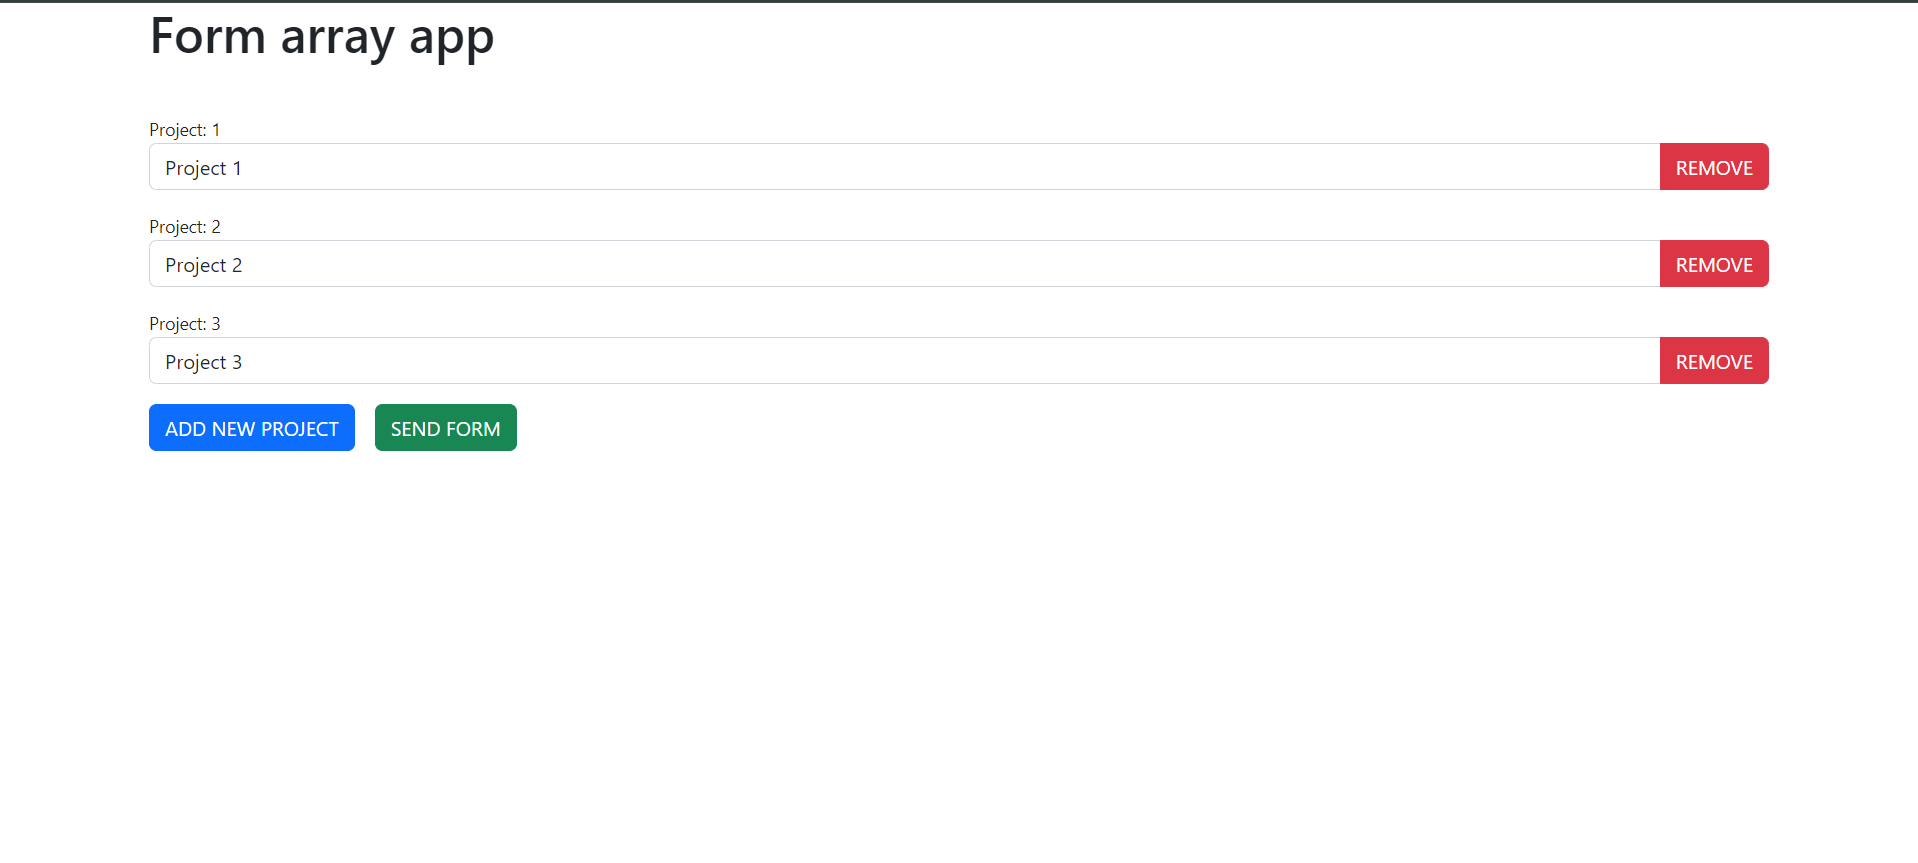 Form array app
Project: 1
Project 1 REMOVE
Project: 2
Project 2 REMOVE
Project: 3
Project 3 REMOVE
ADD NEW PROJECT SEND FORM